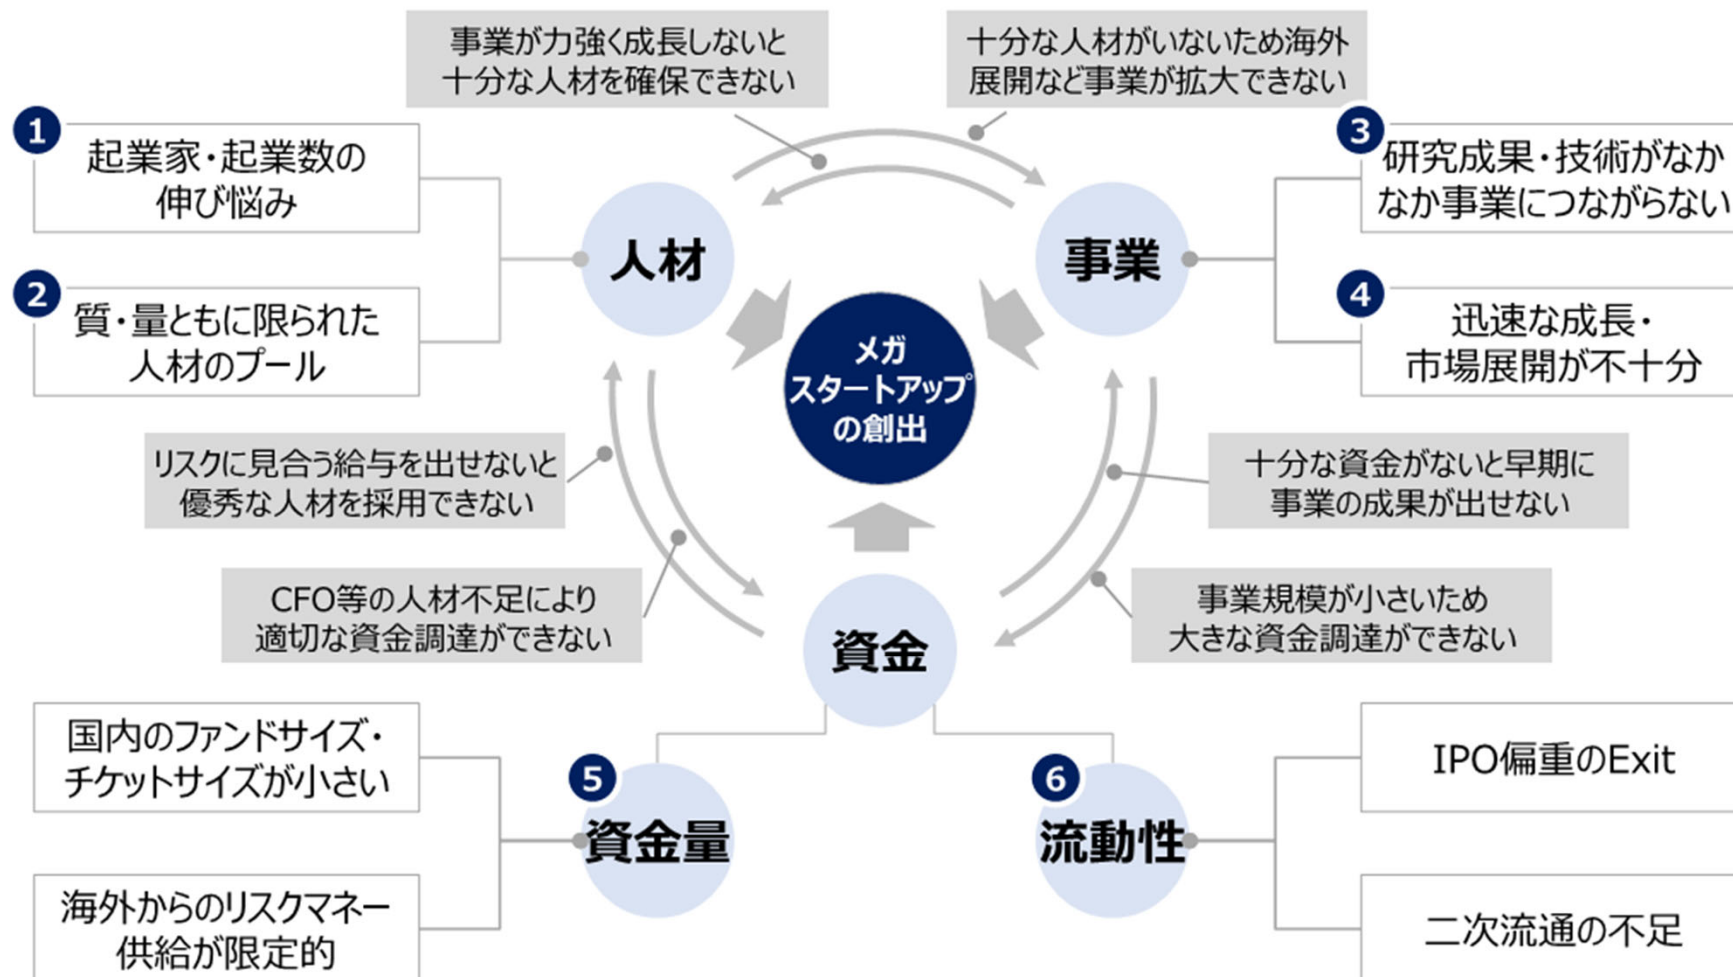 事業が力強く成長しないと
十分な人材を確保できない
十分な人材がいないため海外
展開など事業が拡大できない
1
起業家・起業数の
伸び悩み
2
質・量ともに限られた
人材のプール
人材
事業
3
研究成果・技術がなか
なか事業につながらない
4
迅速な成長・
市場展開が不十分
メガ
スタートアップ
の創出
リスクに見合う給与を出せないと
優秀な人材を採用できない
十分な資金がないと早期に
事業の成果が出せない
CFO等の人材不足により
適切な資金調達ができない
事業規模が小さいため
大きな資金調達ができない
資金
国内のファンドサイズ・
チケットサイズが小さい
海外からのリスクマネー
供給が限定的
5
資金量
6
流動性
IPO偏重のExit
二次流通の不足